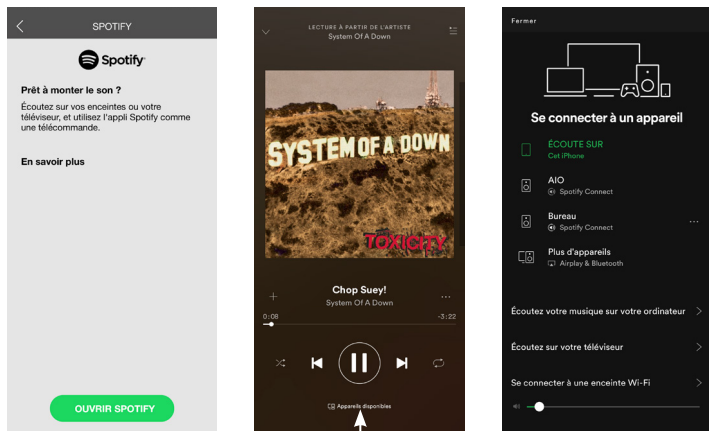 SPOTIFY
Spotify
Prêt à monter le son ?
Écoutez sur vos enceintes ou votre
téléviseur, et utilisez l'appli Spotify comme
une télécommande.
En savoir plus
OUVRIR SPOTIFY
LECTURE À PARTIR DE L'ARTISTE
System Of A Down
SYSTEM OF A DOWN
TOXICITY
Chop Suey!
System Of A Down
0:08
-3:22
Appareils disponibles
Fermer
Se connecter à un appareil
ÉCOUTE SUR
Cet iPhone
AIO
Spotify Connect
Bureau
Spotify Connect
Plus d'appareils
Airplay & Bluetooth
Écoutez votre musique sur votre ordinateur
Écoutez sur votre téléviseur
Se connecter à une enceinte Wi-Fi